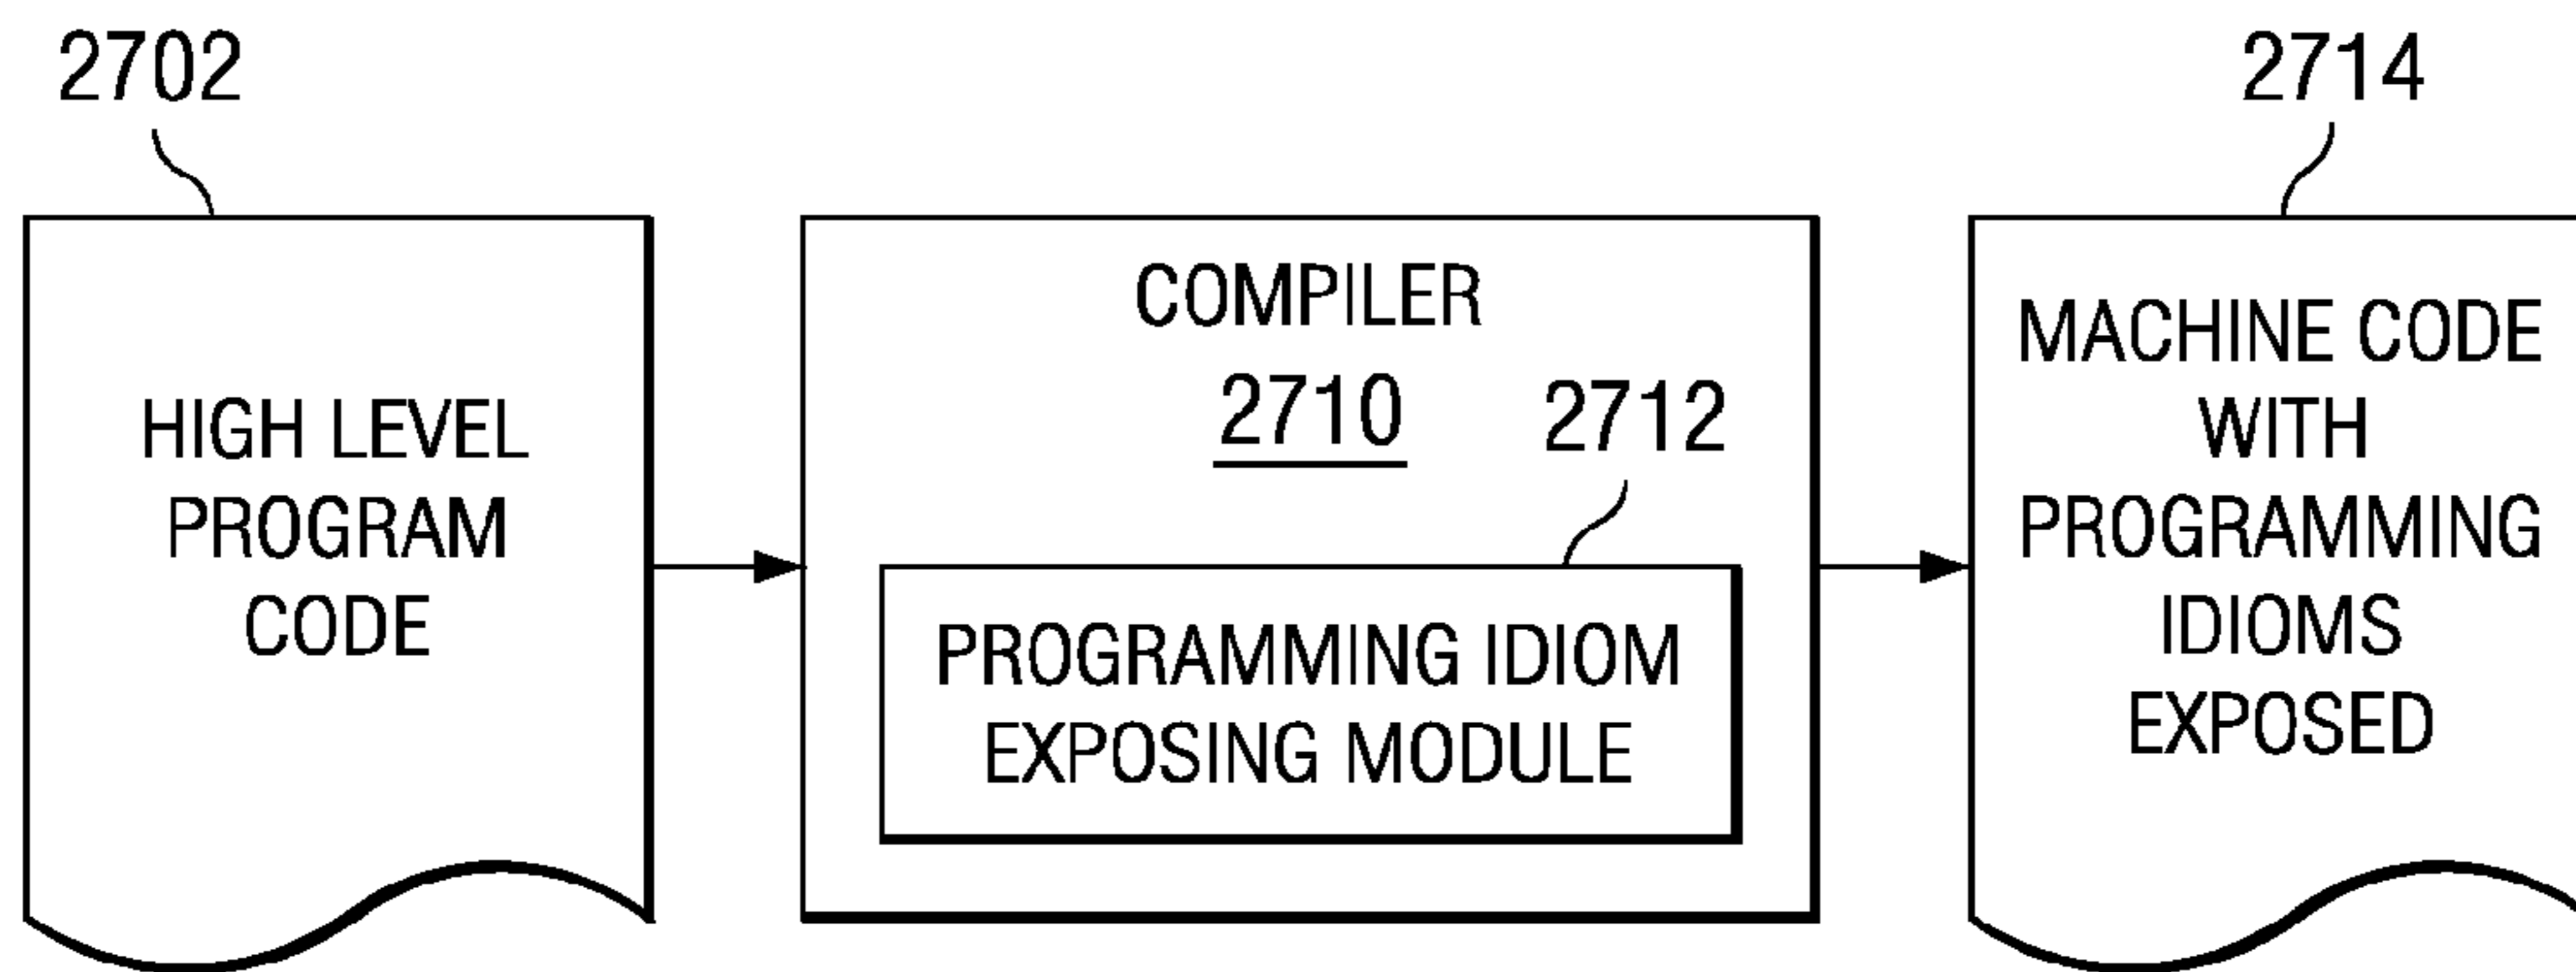 2702
HIGH LEVEL
PROGRAM
CODE
COMPILER
2710
2712
PROGRAMMING IDIOM
EXPOSING MODULE
2714
MACHINE CODE
WITH
PROGRAMMING
IDIOMS
EXPOSED